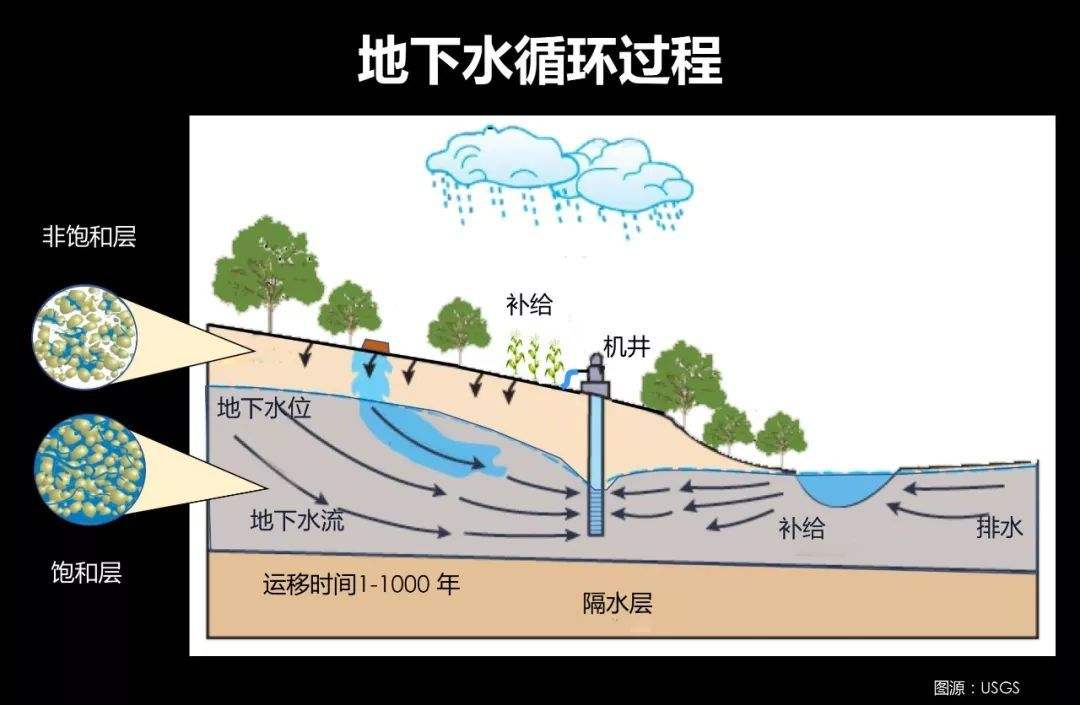 地下水循环过程
非饱和层
补给
机井
地下水位
地下水流
补给
排水
饱和层
运移时间1-1000 年
隔水层
图源：USGS